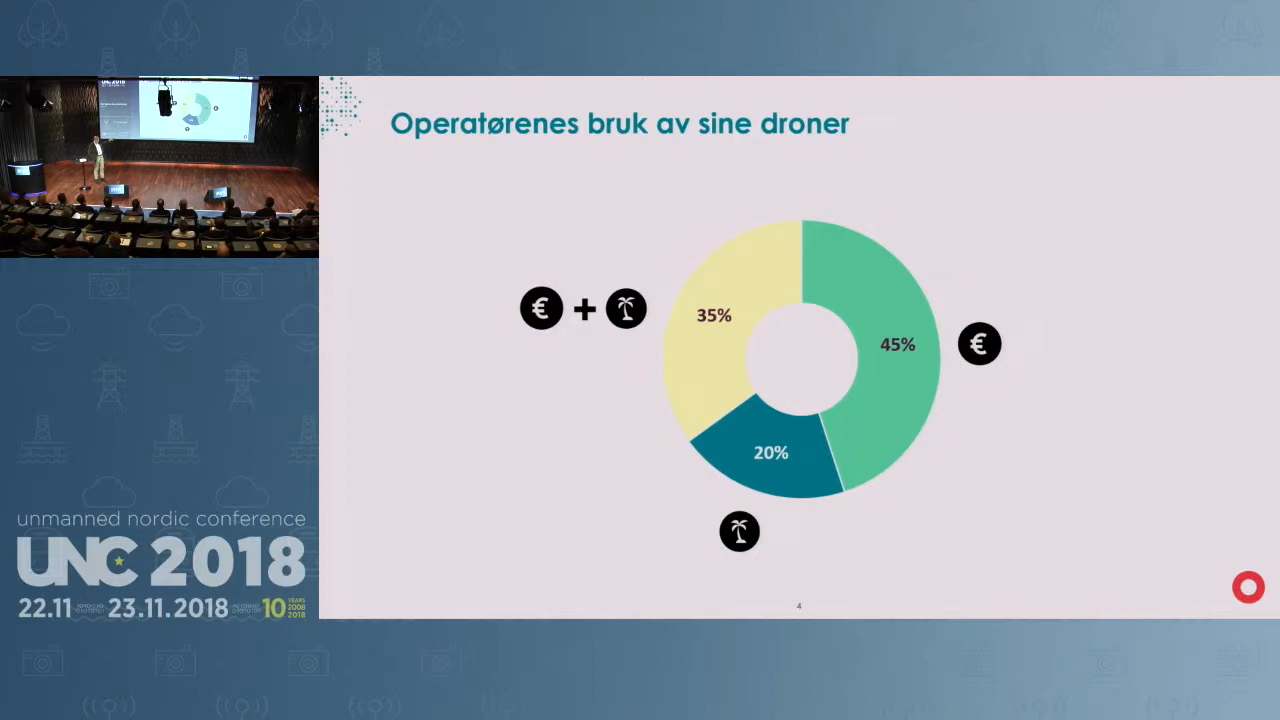 Operatørenes bruk av sine droner
€ + 
35%
45%
€
20%
unmanned nordic conference
UNC 2018
22.11 23.11.2018 10 YEARS
2008
2018
4